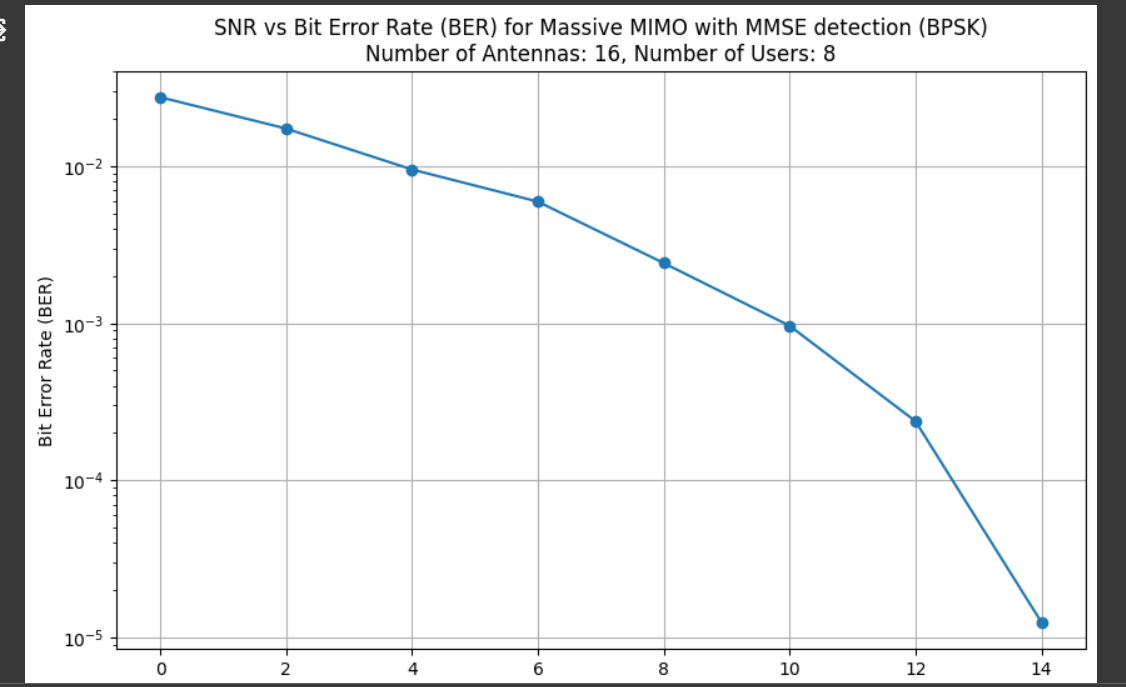 SNR vs Bit Error Rate (BER) for Massive MIMO with MMSE detection (BPSK)
Number of Antennas: 16, Number of Users: 8
Bit Error Rate (BER)
10⁻²
10⁻³
10⁻⁴
10⁻⁵
0 2 4 6 8 10 12 14